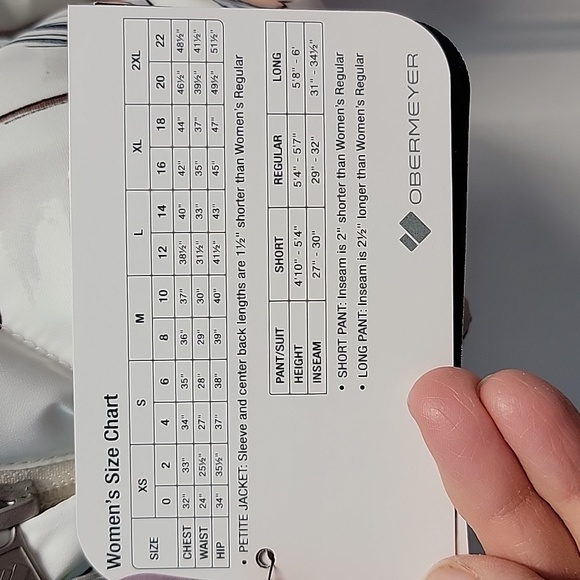 Women's Size Chart
SIZE XS S M L XL 2XL
0 2 4 6 8 10 12 14 16 18 20 22
CHEST 32" 33" 34" 35" 36" 37" 38½" 40" 42" 44" 46½" 48½"
WAIST 24" 25½" 27" 28" 29" 30" 31½" 33" 35" 37" 39½" 41½"
HIP 34" 35½" 37" 38" 39" 40" 41½" 43" 45" 47" 49½" 51½"
• PETITE JACKET: Sleeve and center back lengths are 1½" shorter than Women's Regular
PANT/SUIT SHORT REGULAR LONG
HEIGHT 4'10" - 5'4" 5'4" - 5'7" 5'8" - 6'
INSEAM 27" - 30" 29" - 32" 31" - 34½"
• SHORT PANT: Inseam is 2" shorter than Women's Regular
• LONG PANT: Inseam is 2½" longer than Women's Regular
OBERMEYER